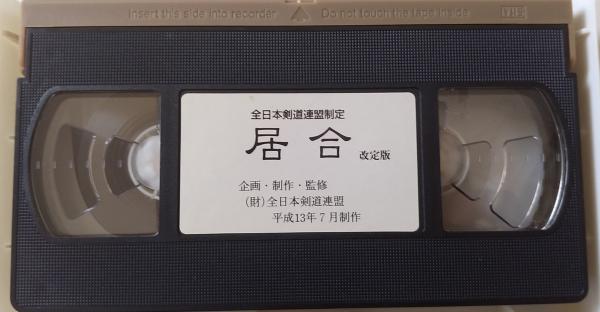 Insert this side into recorder
Do not touch the tape inside
VHS
全日本剣道連盟制定
居合 改定版
企画・制作・監修
(財)全日本剣道連盟
平成13年7月制作